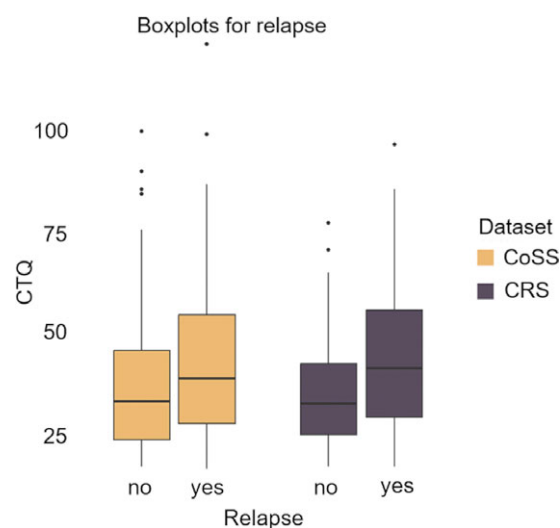 Boxplots for relapse
100
75
50
25
CTQ
no yes no yes
Relapse
Dataset
CoSS
CRS